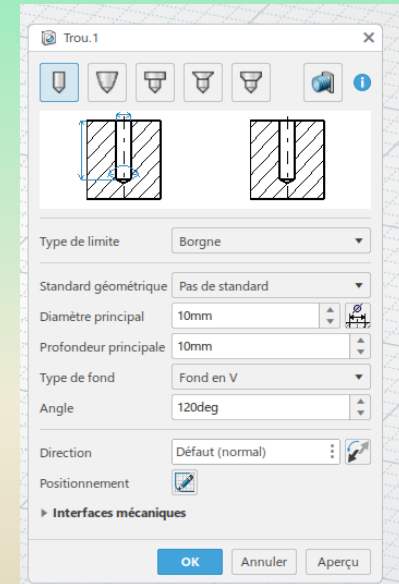 Trou.1
Type de limite Borgne
Standard géométrique Pas de standard
Diamètre principal 10mm
Profondeur principale 10mm
Type de fond Fond en V
Angle 120deg
Direction Défaut (normal)
Positionnement
Interfaces mécaniques
OK Annuler Aperçu